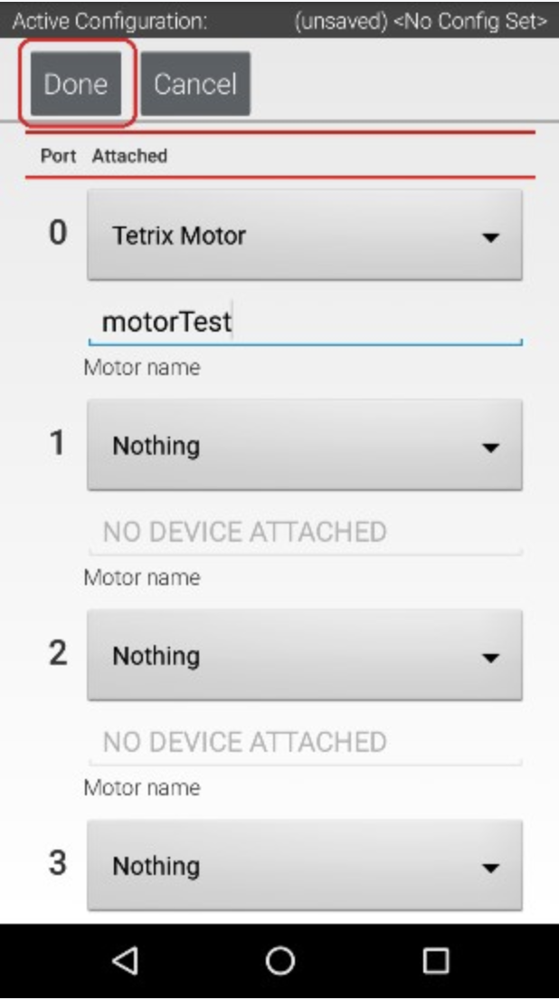 Active Configuration: (unsaved) <No Config Set>
Done Cancel
Port Attached
0 Tetrix Motor
motorTest
Motor name
1 Nothing
NO DEVICE ATTACHED
Motor name
2 Nothing
NO DEVICE ATTACHED
Motor name
3 Nothing